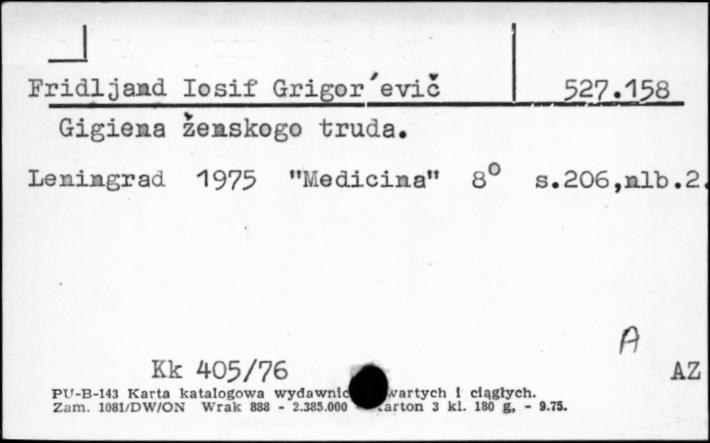 Fridljand Iosif Grigor´evič 527.158
Gigiena ženskogo truda.
Leningrad 1975 "Medicina" 8° s.206,nlb.2.
A
Kk 405/76 AZ
PU-B-143 Karta katalogowa wydawnic wartych i ciągłych.
Zam. 1081/DW/ON Wrak 888 - 2.385.000 karton 3 kl. 180 g, - 9.75.